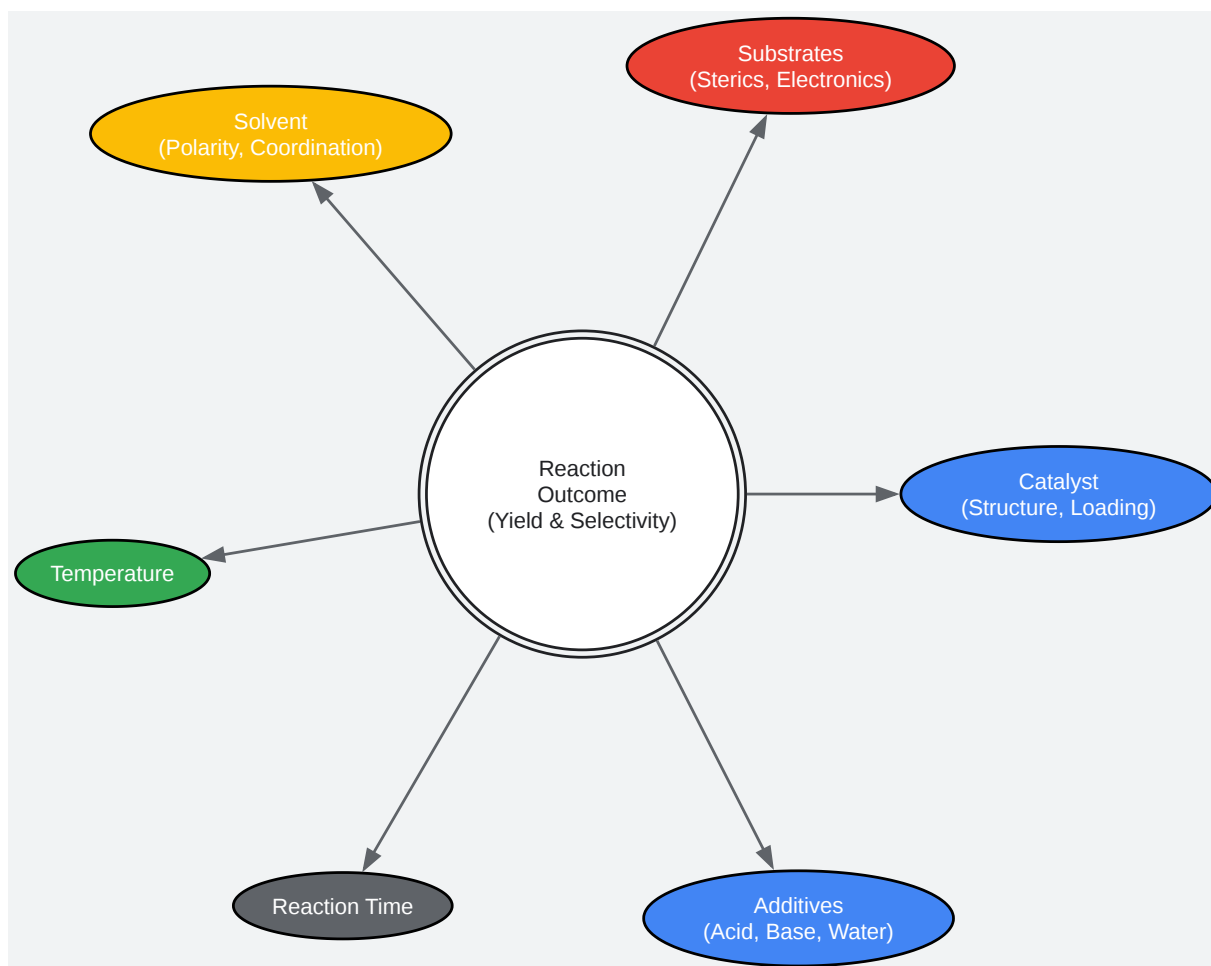 Substrates
(Sterics, Electronics)
Solvent
(Polarity, Coordination)
Reaction
Outcome
(Yield & Selectivity)
Catalyst
(Structure, Loading)
Temperature
Reaction Time
Additives
(Acid, Base, Water)